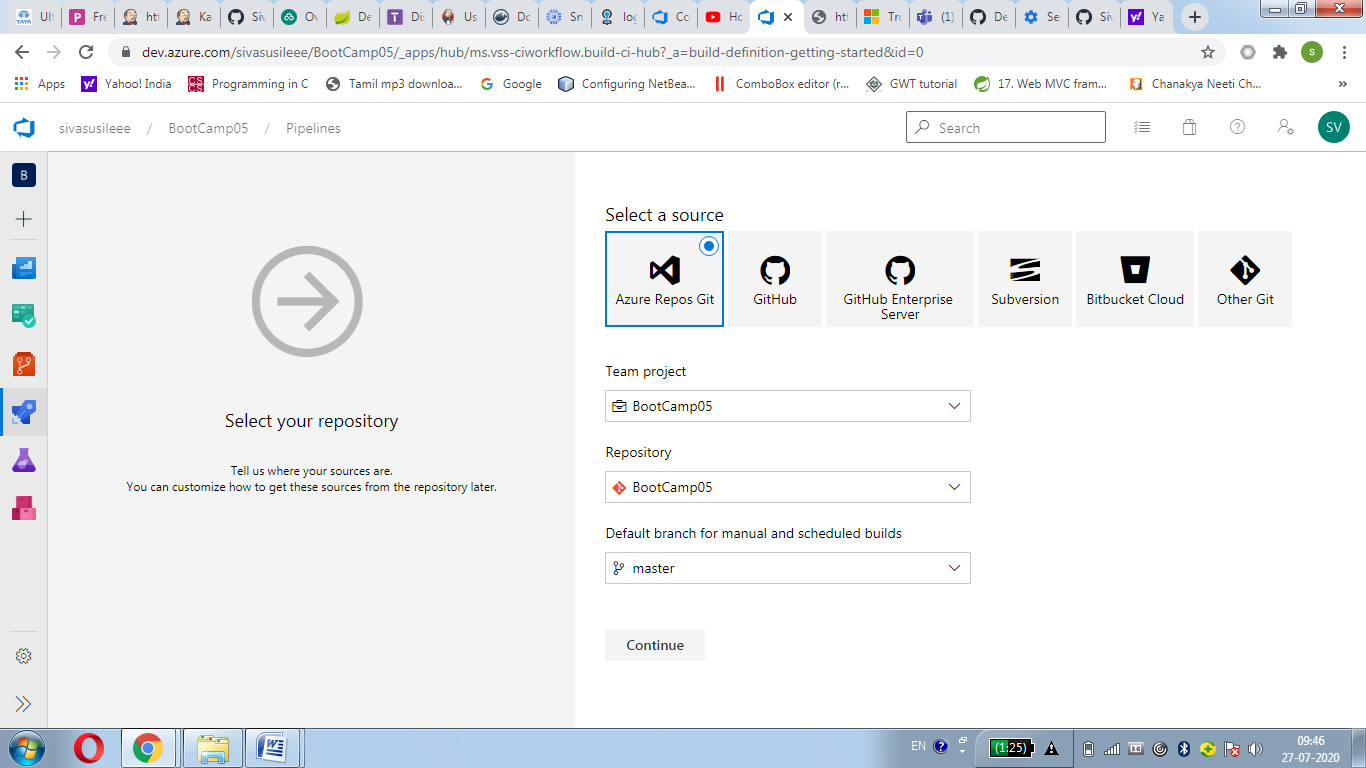 Ult
Fre
htt
Ka
Siv
Ov
De
Dis
Us
Do
Sn
log
Co
Ho
htt
Tro
(1)
De
Se
Siv
Ya
dev.azure.com/sivasusileee/BootCamp05/_apps/hub/ms.vss-ciworkflow.build-ci-hub?_a=build-definition-getting-started&id=0
S
Apps
Yahoo! India
Programming in C
Tamil mp3 downloa...
Google
Configuring NetBea...
ComboBox editor (r...
GWT tutorial
17. Web MVC fram...
Chanakya Neeti Ch...
»
sivasusileee / BootCamp05 / Pipelines
Search
SV
B
Select your repository
Tell us where your sources are.
You can customize how to get these sources from the repository later.
Select a source
Azure Repos Git
GitHub
GitHub Enterprise
Server
Subversion
Bitbucket Cloud
Other Git
Team project
BootCamp05
Repository
BootCamp05
Default branch for manual and scheduled builds
master
Continue
EN
(1:25)
09:46
27-07-2020